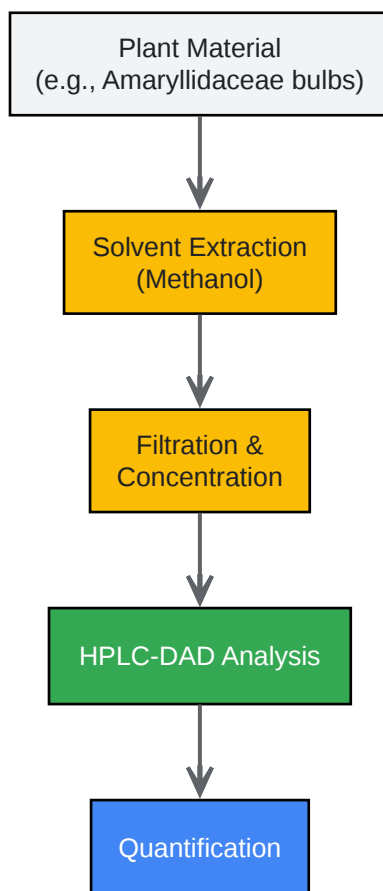 Plant Material
(e.g., Amaryllidaceae bulbs)
Solvent Extraction
(Methanol)
Filtration &
Concentration
HPLC-DAD Analysis
Quantification